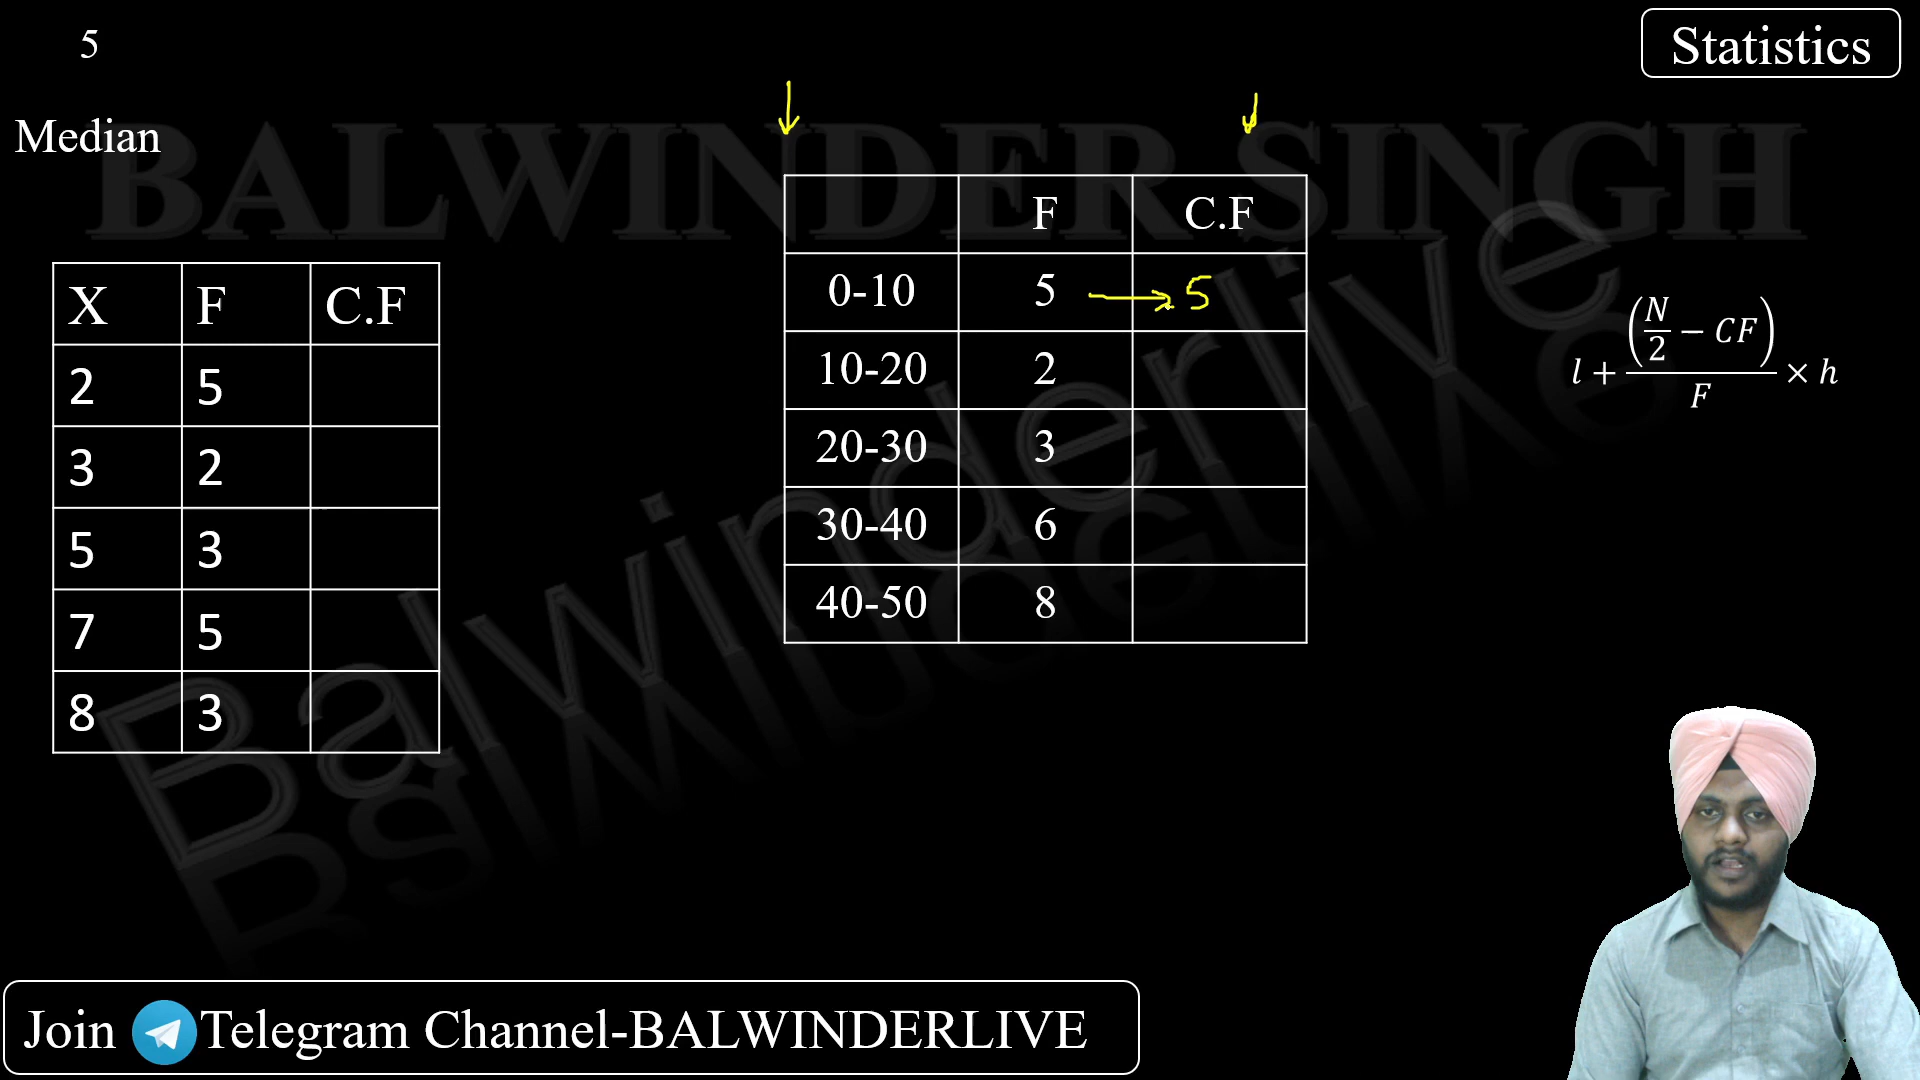 5
Statistics
Median
BALWINDER SINGH
Balwinderlive
X F C.F
2 5
3 2
5 3
7 5
8 3
F C.F
0-10 5 → 5
10-20 2
20-30 3
30-40 6
40-50 8
l + (N/2 − CF)/F × h
Join Telegram Channel-BALWINDERLIVE